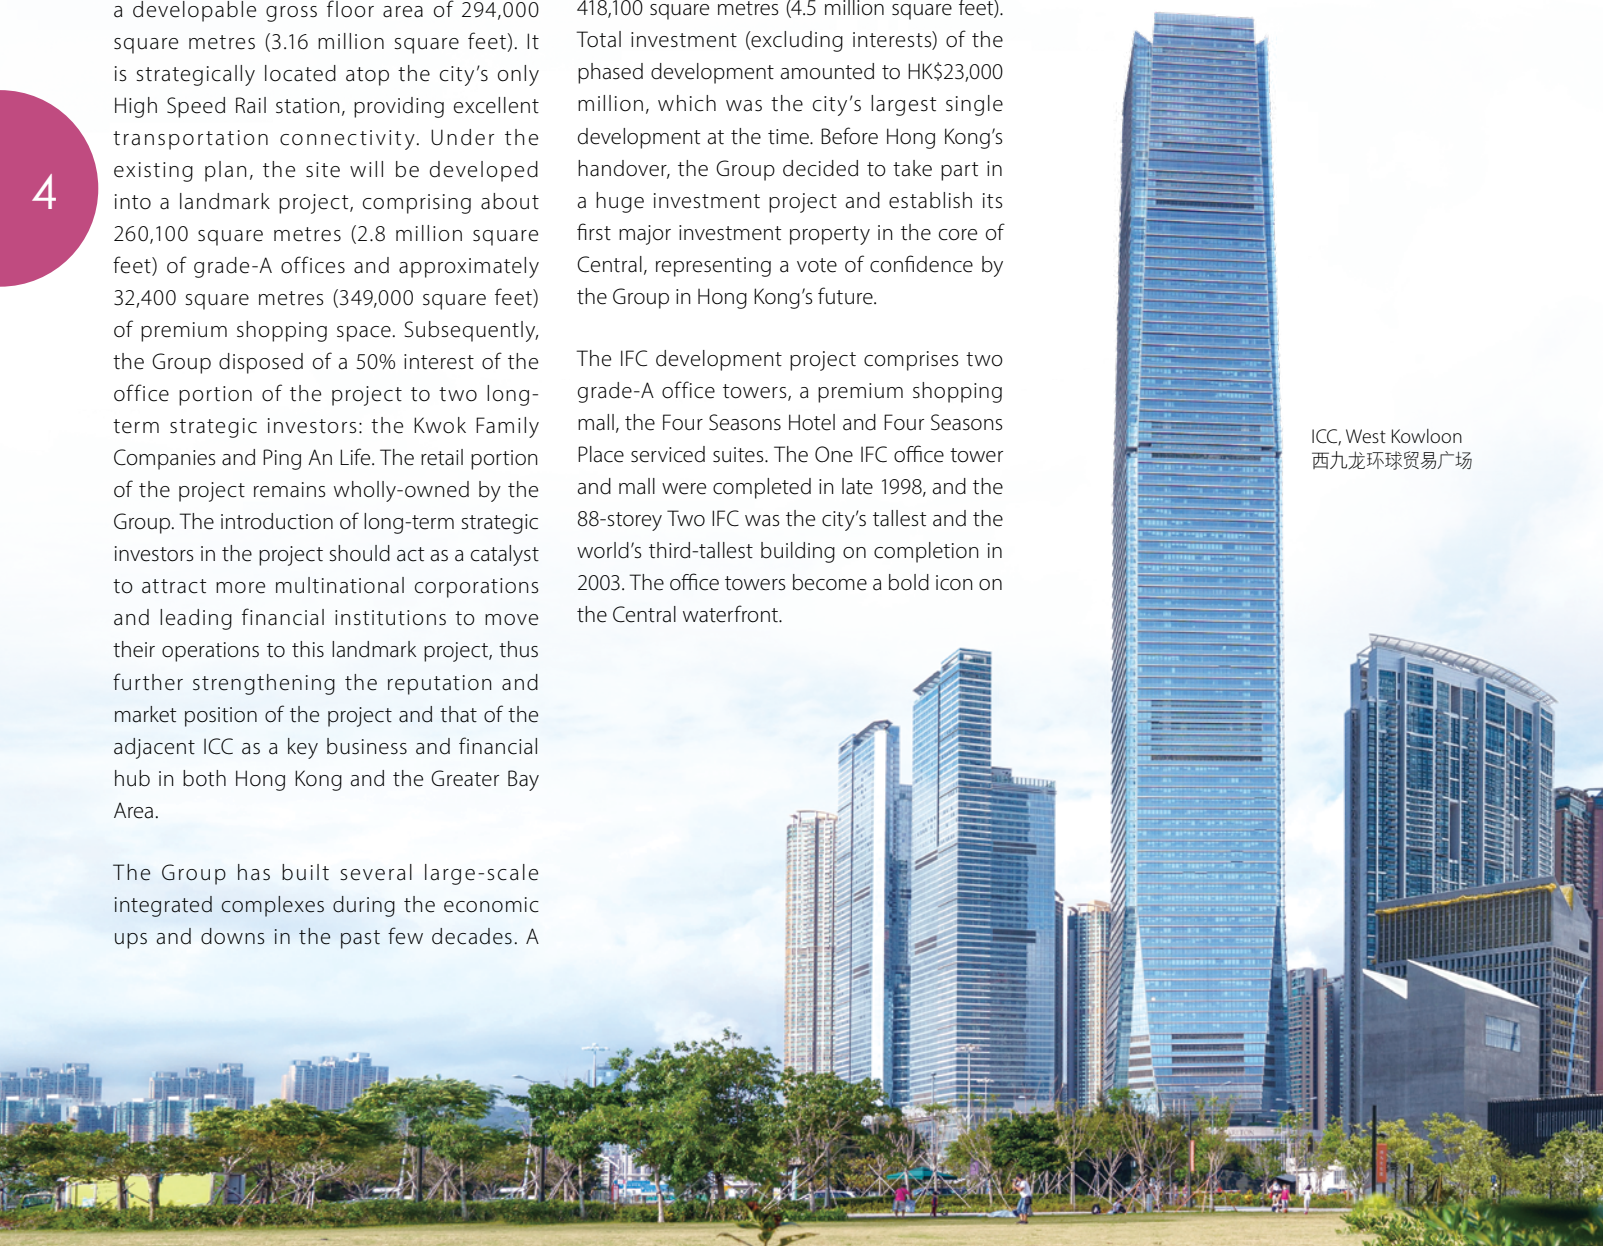 a developable gross floor area of 294,000
square metres (3.16 million square feet). It
is strategically located atop the city's only
High Speed Rail station, providing excellent
transportation connectivity. Under the
existing plan, the site will be developed
into a landmark project, comprising about
260,100 square metres (2.8 million square
feet) of grade-A offices and approximately
32,400 square metres (349,000 square feet)
of premium shopping space. Subsequently,
the Group disposed of a 50% interest of the
office portion of the project to two long-
term strategic investors: the Kwok Family
Companies and Ping An Life. The retail portion
of the project remains wholly-owned by the
Group. The introduction of long-term strategic
investors in the project should act as a catalyst
to attract more multinational corporations
and leading financial institutions to move
their operations to this landmark project, thus
further strengthening the reputation and
market position of the project and that of the
adjacent ICC as a key business and financial
hub in both Hong Kong and the Greater Bay
Area.
The Group has built several large-scale
integrated complexes during the economic
ups and downs in the past few decades. A
418,100 square metres (4.5 million square feet).
Total investment (excluding interests) of the
phased development amounted to HK$23,000
million, which was the city's largest single
development at the time. Before Hong Kong's
handover, the Group decided to take part in
a huge investment project and establish its
first major investment property in the core of
Central, representing a vote of confidence by
the Group in Hong Kong's future.
The IFC development project comprises two
grade-A office towers, a premium shopping
mall, the Four Seasons Hotel and Four Seasons
Place serviced suites. The One IFC office tower
and mall were completed in late 1998, and the
88-storey Two IFC was the city's tallest and the
world's third-tallest building on completion in
2003. The office towers become a bold icon on
the Central waterfront.
ICC, West Kowloon
西九龙环球贸易广场
4